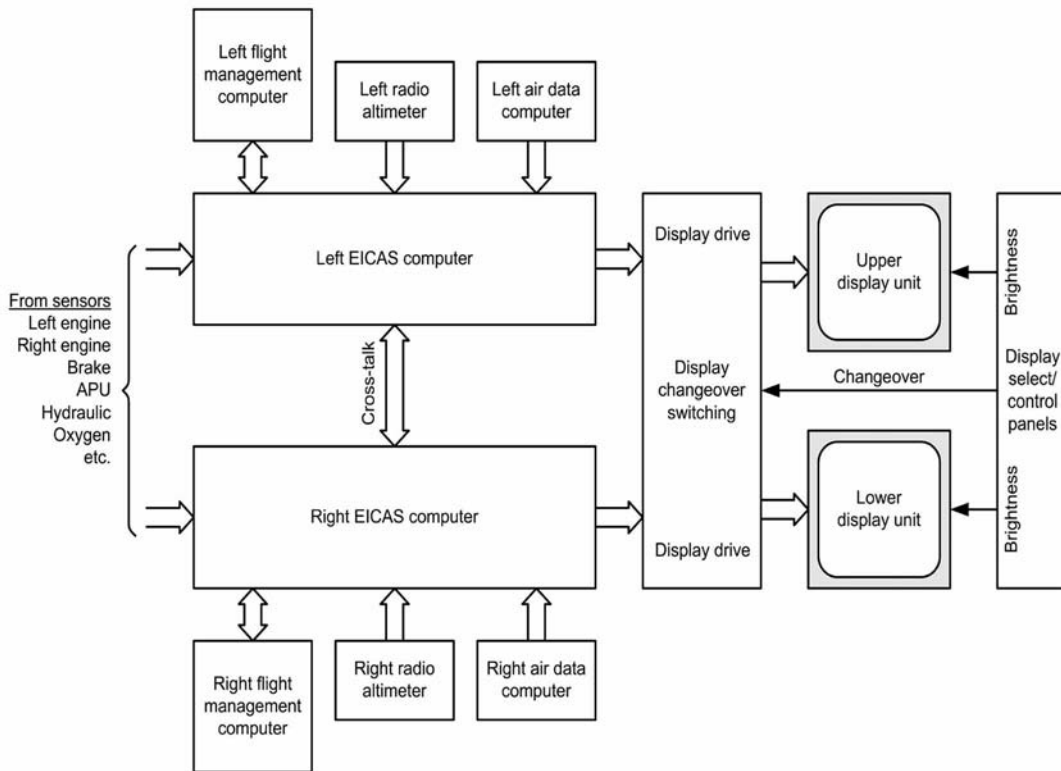 Left flight
management
computer
Left radio
altimeter
Left air data
computer
Left EICAS computer
Display drive
Upper
display unit
Brightness
From sensors
Left engine
Right engine
Brake
APU
Hydraulic
Oxygen
etc.
Cross-talk
Display
changeover
switching
Changeover
Display
select/
control
panels
Right EICAS computer
Display drive
Lower
display unit
Brightness
Right flight
management
computer
Right radio
altimeter
Right air data
computer